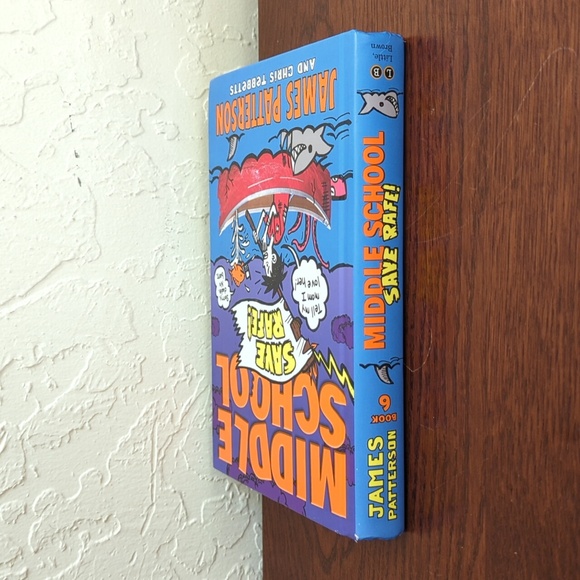 MIDDLE
SCHOOL
SAVE
RAFE!
Tell my
mom I
love her!
JAMES PATTERSON
AND CHRIS TEBBETTS
JAMES
PATTERSON
BOOK
6
MIDDLE SCHOOL
SAVE RAFE!
L B
Little,
Brown